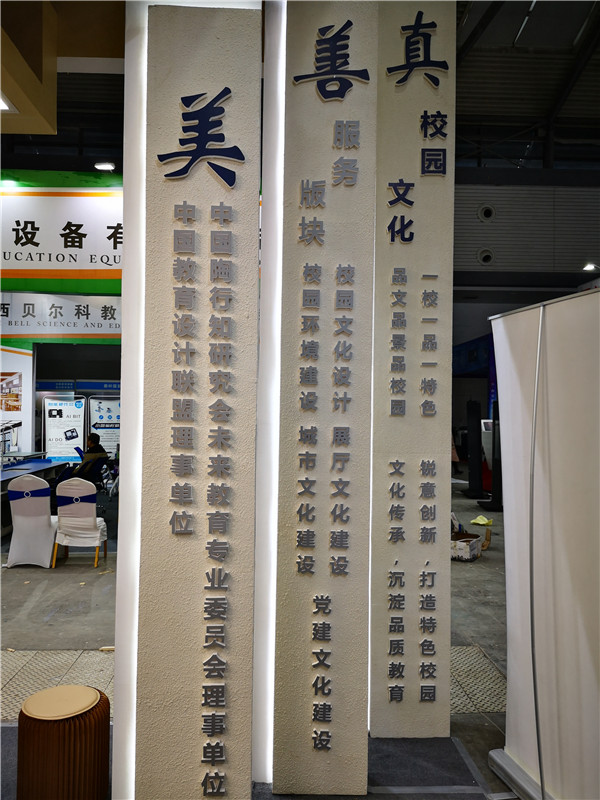 真
校园
文化
一校一品一特色
品文品景品校园
锐意创新,打造特色校园
文化传承,沉淀品质教育
善
服务
版块
校园文化设计 展厅文化建设
校园环境建设 城市文化建设
党建文化建设
美
中国陶行知研究会未来教育专业委员会理事单位
中国教育设计联盟理事单位
设备有
UCATION EQU
西贝尔科教
BELL SCIENCE AND ED
AI BIT
AI DO